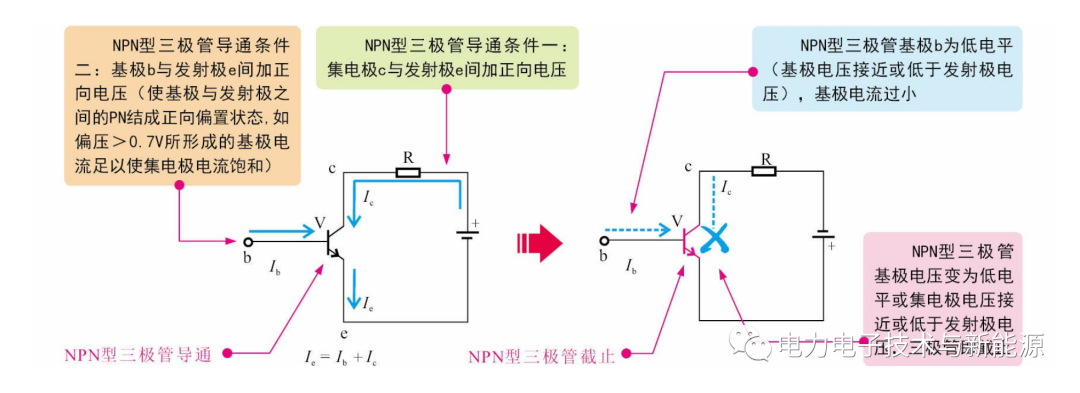 NPN型三极管导通条件
二：基极b与发射极e间加正
向电压（使基极与发射极之
间的PN结成正向偏置状态,如
偏压＞0.7V所形成的基极电
流足以使集电极电流饱和）
NPN型三极管导通条件一：
集电极c与发射极e间加正向电压
NPN型三极管基极b为低电平
（基极电压接近或低于发射极电
压），基极电流过小
c
R
Ic
V
+
b
Ib
Ie
e
NPN型三极管导通
Ie = Ib + Ic
c
R
Ic
V
+
b
Ib
NPN型三极管截止
NPN型三极管
基极电压变为低电
平或集电极电压接
近或低于发射极电
压，三极管即截止
电力电子技术与新能源